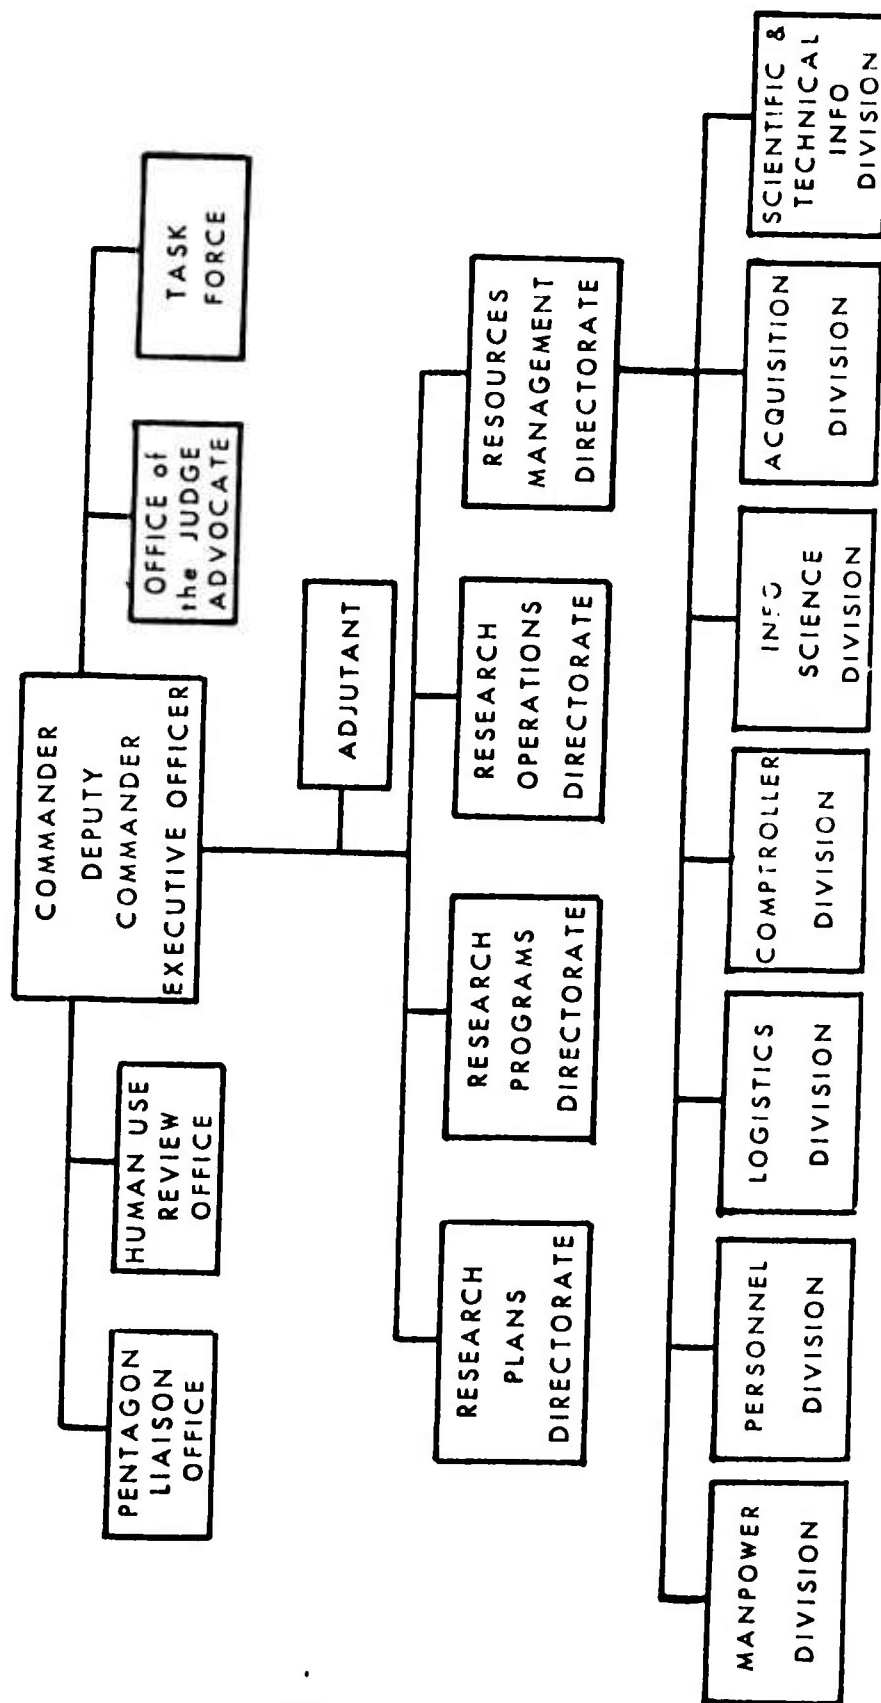 COMMANDER
DEPUTY
COMMANDER
EXECUTIVE OFFICER
PENTAGON
LIAISON
OFFICE
HUMAN USE
REVIEW
OFFICE
OFFICE of
the JUDGE
ADVOCATE
TASK
FORCE
ADJUTANT
RESEARCH
PLANS
DIRECTORATE
RESEARCH
PROGRAMS
DIRECTORATE
RESEARCH
OPERATIONS
DIRECTORATE
RESOURCES
MANAGEMENT
DIRECTORATE
MANPOWER
DIVISION
PERSONNEL
DIVISION
LOGISTICS
DIVISION
COMPTROLLER
DIVISION
INFO
SCIENCE
DIVISION
ACQUISITION
DIVISION
SCIENTIFIC &
TECHNICAL
INFO
DIVISION